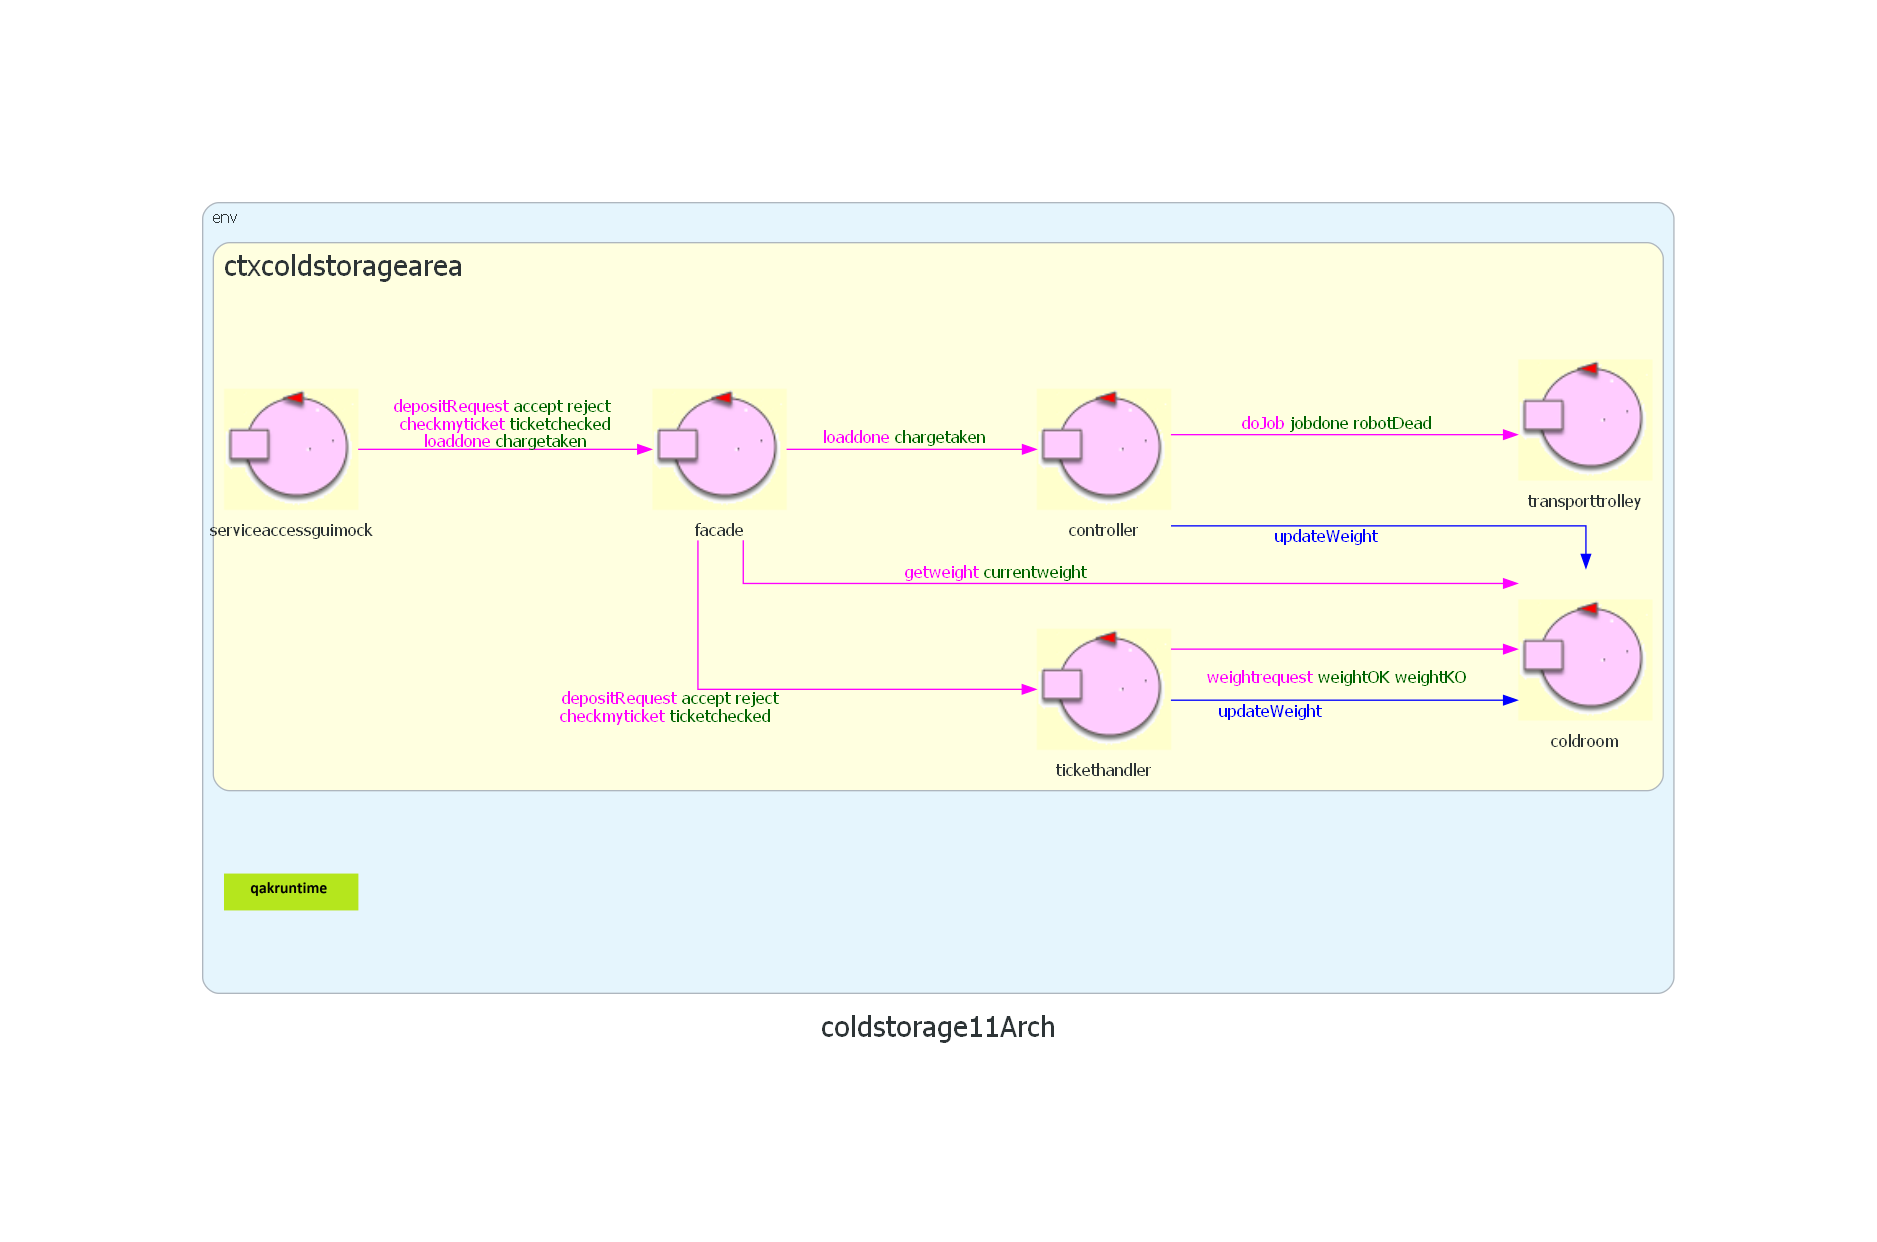 env
ctxcoldstoragearea
depositRequest accept reject
checkmyticket ticketchecked
loaddone chargetaken
loaddone chargetaken
doJob jobdone robotDead
transporttrolley
serviceaccessguimock
facade
controller
updateWeight
getweight currentweight
weightrequest weightOK weightKO
depositRequest accept reject
checkmyticket ticketchecked
updateWeight
coldroom
tickethandler
qakruntime
coldstorage11Arch